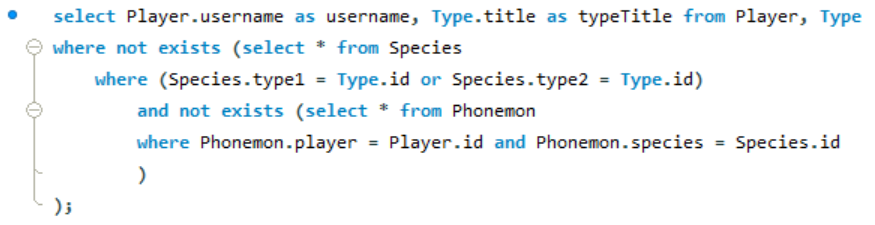 select Player.username as username, Type.title as typeTitle from Player, Type
where not exists (select * from Species
where (Species.type1 = Type.id or Species.type2 = Type.id)
and not exists (select * from Phonemon
where Phonemon.player = Player.id and Phonemon.species = Species.id
)
);